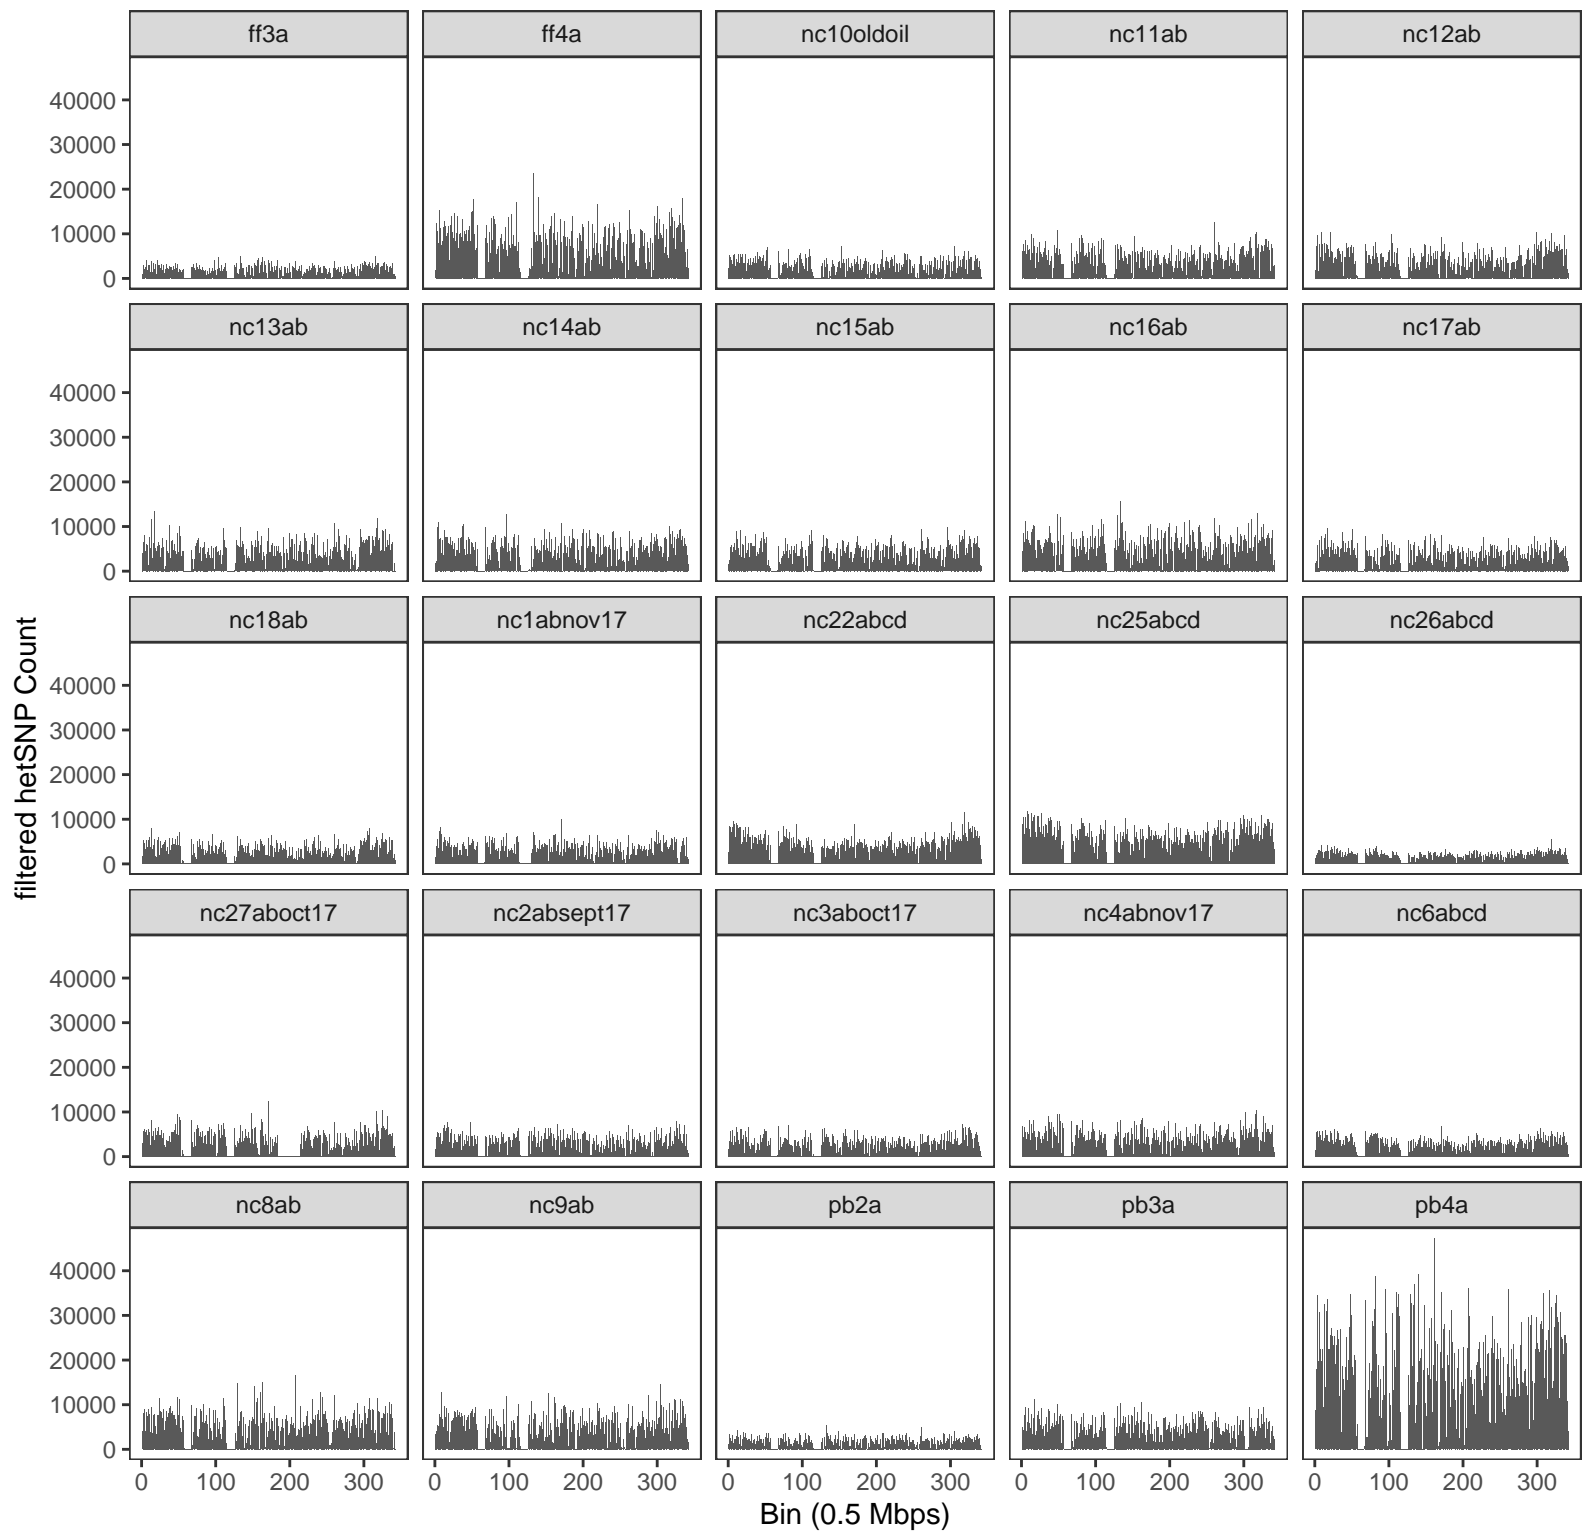 ff3a
ff4a
nc10oldoil
nc11ab
nc12ab
40000
30000
20000
10000
0
nc13ab
nc14ab
nc15ab
nc16ab
nc17ab
40000
30000
20000
10000
0
nc18ab
nc1abnov17
nc22abcd
nc25abcd
nc26abcd
40000
30000
20000
10000
0
filtered hetSNP Count
nc27aboct17
nc2absept17
nc3aboct17
nc4abnov17
nc6abcd
40000
30000
20000
10000
0
nc8ab
nc9ab
pb2a
pb3a
pb4a
40000
30000
20000
10000
0
0 100 200 300
0 100 200 300
0 100 200 300
0 100 200 300
0 100 200 300
Bin (0.5 Mbps)